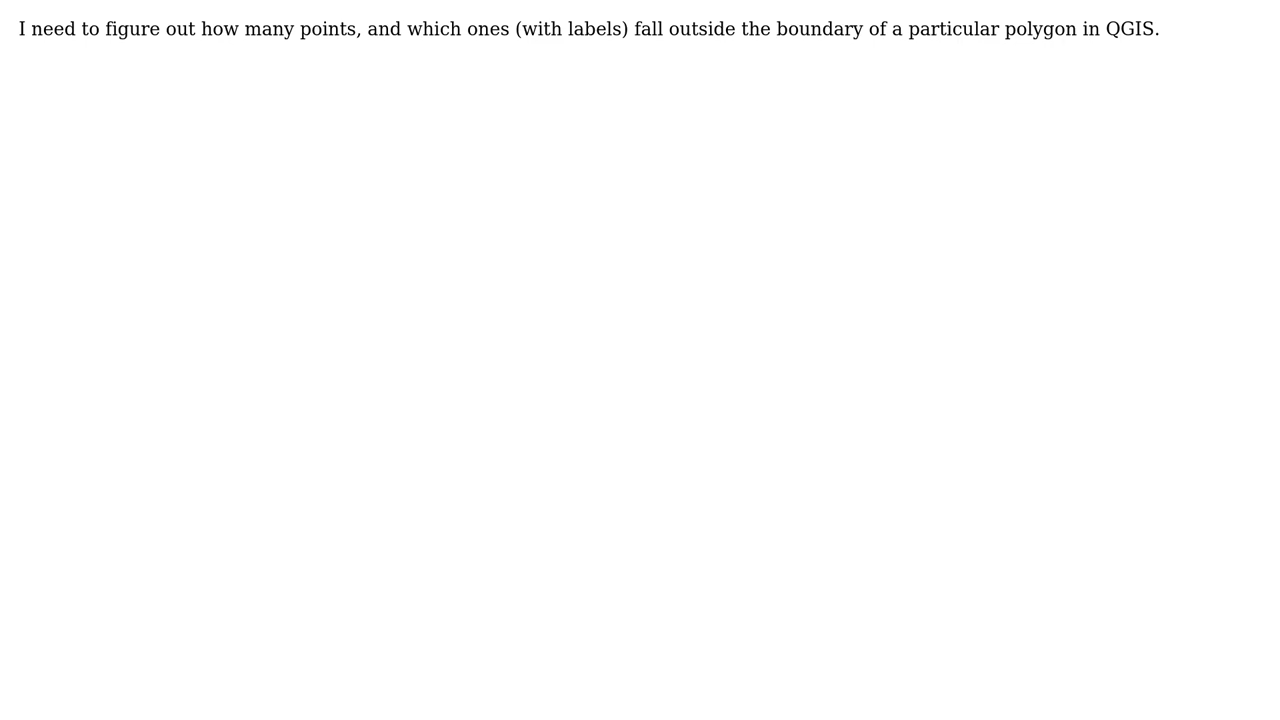 I need to figure out how many points, and which ones (with labels) fall outside the boundary of a particular polygon in QGIS.